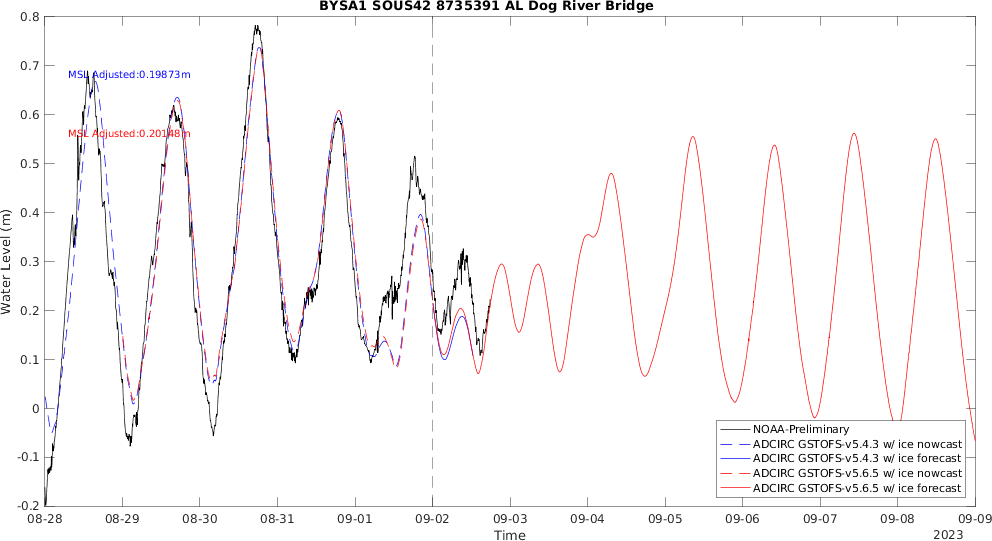 BYSA1 SOUS42 8735391 AL Dog River Bridge
0.8
0.7
0.6
0.5
0.4
0.3
0.2
0.1
0
-0.1
-0.2
Water Level (m)
MSL Adjusted:0.19873m
MSL Adjusted:0.20148m
NOAA-Preliminary
ADCIRC GSTOFS-v5.4.3 w/ ice nowcast
ADCIRC GSTOFS-v5.4.3 w/ ice forecast
ADCIRC GSTOFS-v5.6.5 w/ ice nowcast
ADCIRC GSTOFS-v5.6.5 w/ ice forecast
08-28 08-29 08-30 08-31 09-01 09-02 09-03 09-04 09-05 09-06 09-07 09-08 09-09
Time
2023